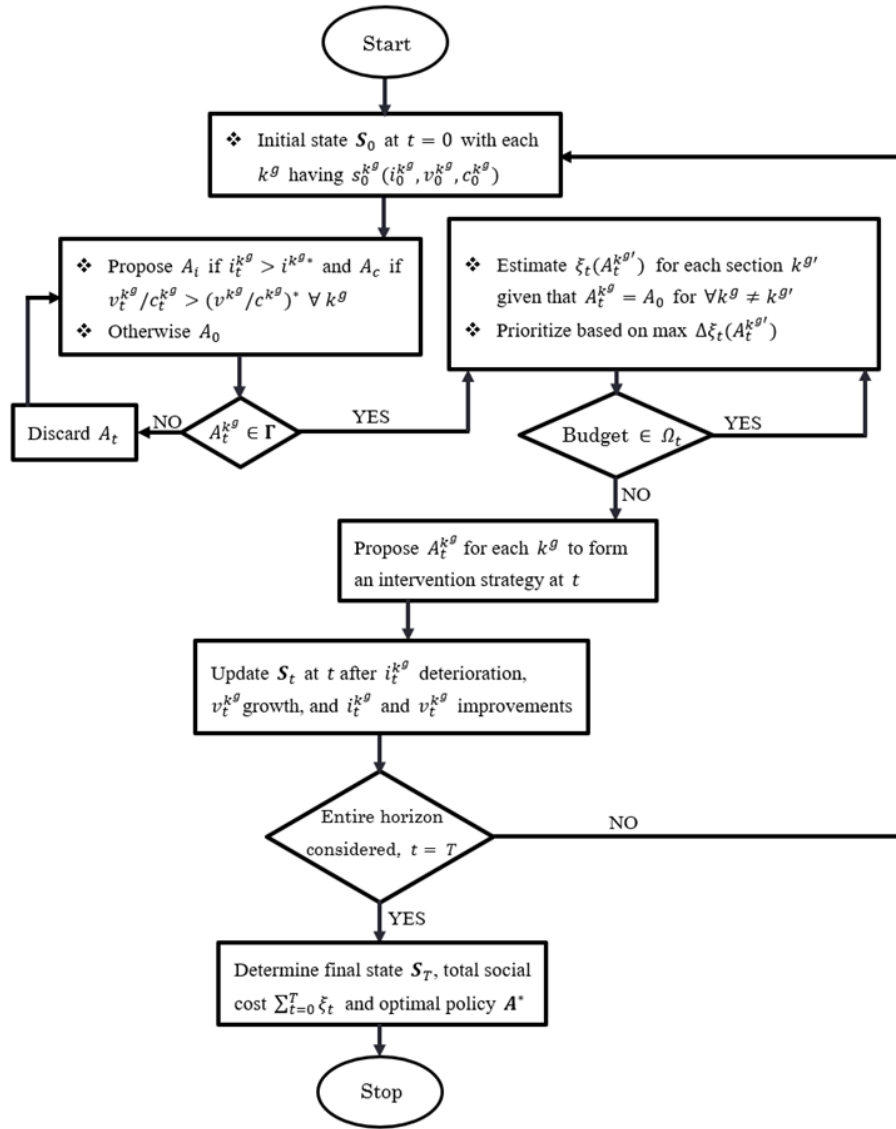 Start
❖ Initial state 𝑺₀ at 𝑡 = 0 with each
𝑘^𝑔 having 𝑠₀^{𝑘^𝑔}(𝑖₀^{𝑘^𝑔}, 𝑣₀^{𝑘^𝑔}, 𝑐₀^{𝑘^𝑔})
❖ Propose 𝐴_𝑖 if 𝑖_𝑡^{𝑘^𝑔} > 𝑖^{𝑘^𝑔*} and 𝐴_𝑐 if
𝑣_𝑡^{𝑘^𝑔}/𝑐_𝑡^{𝑘^𝑔} > (𝑣^{𝑘^𝑔}/𝑐^{𝑘^𝑔})^* ∀ 𝑘^𝑔
❖ Otherwise 𝐴₀
❖ Estimate 𝜉_𝑡(𝐴_𝑡^{𝑘^{𝑔′}}) for each section 𝑘^{𝑔′}
given that 𝐴_𝑡^{𝑘^𝑔} = 𝐴₀ for ∀𝑘^𝑔 ≠ 𝑘^{𝑔′}
❖ Prioritize based on max Δ𝜉_𝑡(𝐴_𝑡^{𝑘^{𝑔′}})
Discard 𝐴_𝑡
NO
𝐴_𝑡^{𝑘^𝑔} ∈ 𝚪
YES
Budget ∈ 𝛺_𝑡
YES
NO
Propose 𝐴_𝑡^{𝑘^𝑔} for each 𝑘^𝑔 to form
an intervention strategy at 𝑡
Update 𝑺_𝑡 at 𝑡 after 𝑖_𝑡^{𝑘^𝑔} deterioration,
𝑣_𝑡^{𝑘^𝑔}growth, and 𝑖_𝑡^{𝑘^𝑔} and 𝑣_𝑡^{𝑘^𝑔} improvements
Entire horizon
considered, 𝑡 = 𝑇
NO
YES
Determine final state 𝑺_𝑇, total social
cost ∑_{𝑡=0}^{𝑇} 𝜉_𝑡 and optimal policy 𝑨^*
Stop